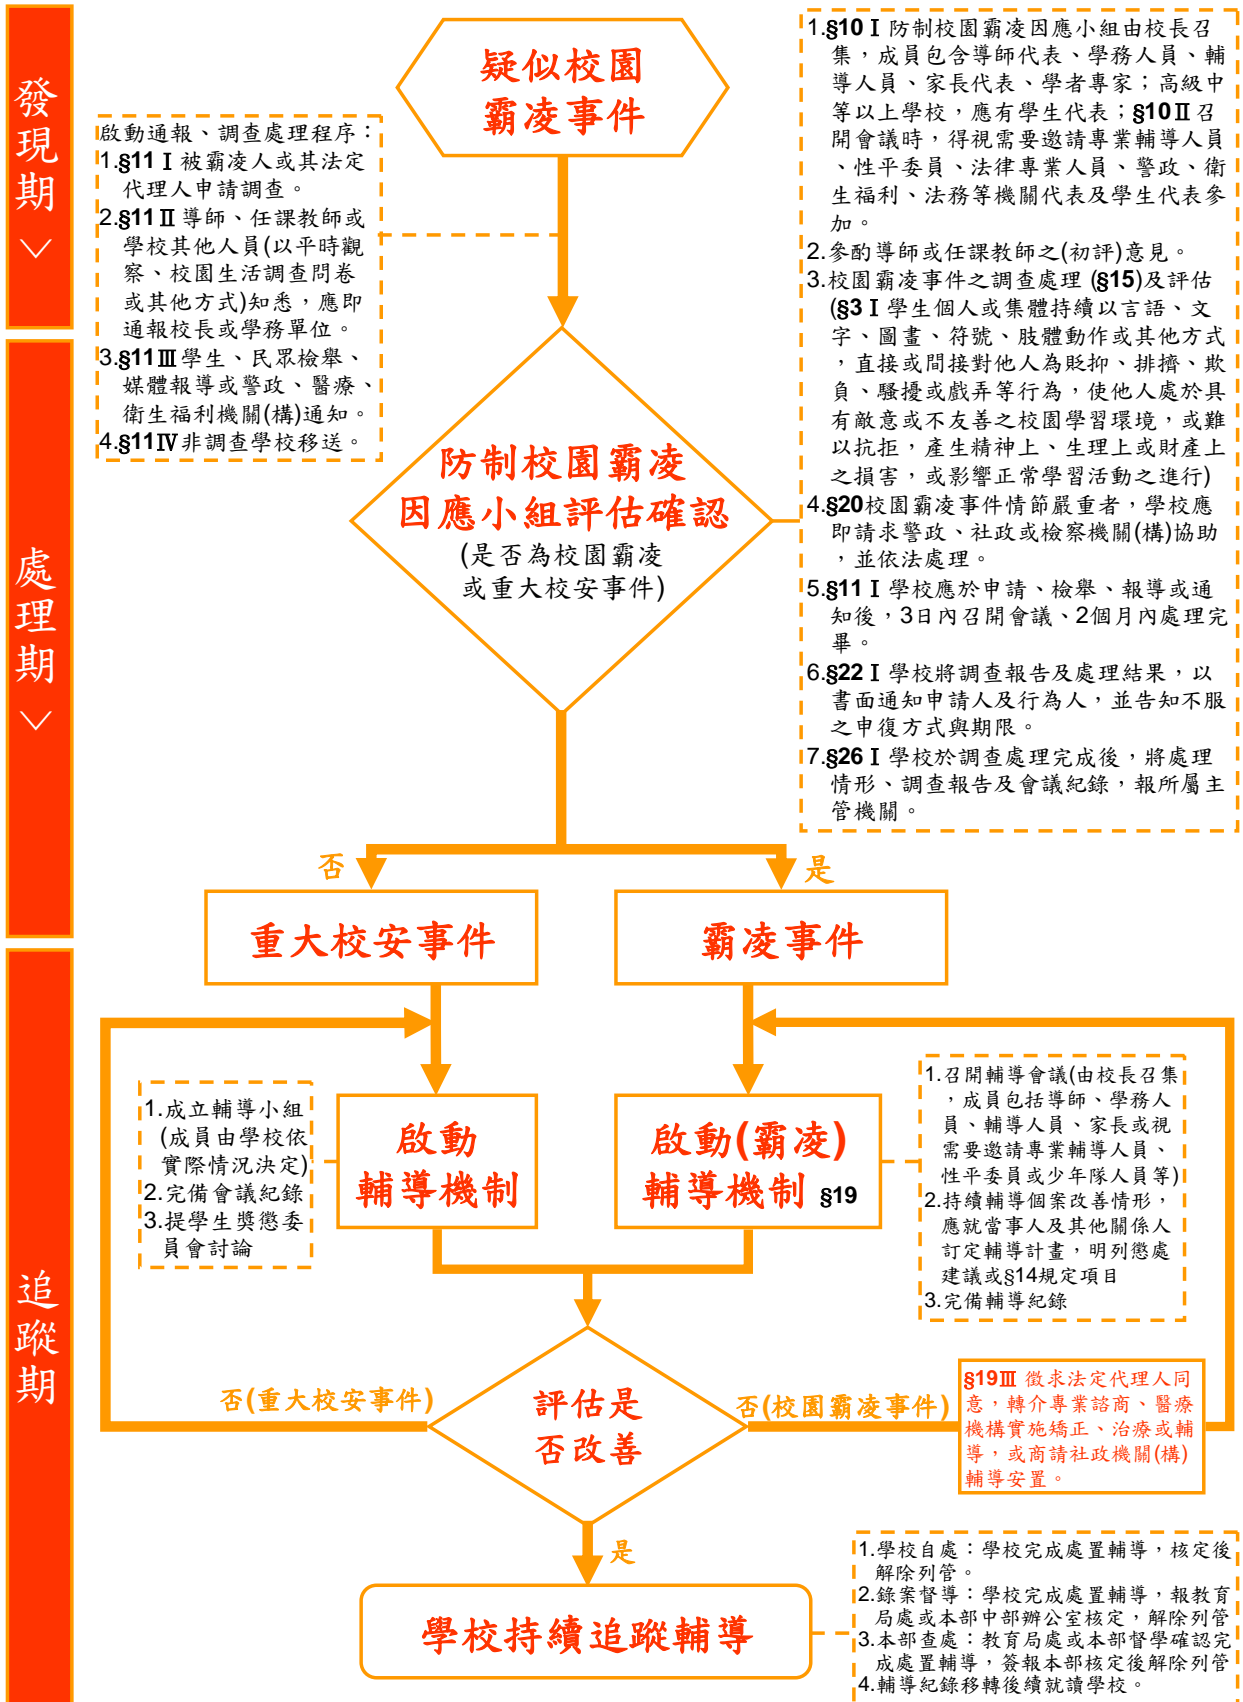 發現期
疑似校園
霸凌事件
啟動通報、調查處理程序：
1.§11Ⅰ被霸凌人或其法定
代理人申請調查。
2.§11Ⅱ導師、任課教師或
學校其他人員(以平時觀
察、校園生活調查問卷
或其他方式)知悉，應即
通報校長或學務單位。
3.§11Ⅲ學生、民眾檢舉、
媒體報導或警政、醫療、
衛生福利機關(構)通知。
4.§11Ⅳ非調查學校移送。
1.§10Ⅰ防制校園霸凌因應小組由校長召
集，成員包含導師代表、學務人員、輔
導人員、家長代表、學者專家；高級中
等以上學校，應有學生代表；§10Ⅱ召
開會議時，得視需要邀請專業輔導人員
、性平委員、法律專業人員、警政、衛
生福利、法務等機關代表及學生代表參
加。
2.參酌導師或任課教師之(初評)意見。
3.校園霸凌事件之調查處理 (§15)及評估
(§3Ⅰ學生個人或集體持續以言語、文
字、圖畫、符號、肢體動作或其他方式
，直接或間接對他人為貶抑、排擠、欺
負、騷擾或戲弄等行為，使他人處於具
有敵意或不友善之校園學習環境，或難
以抗拒，產生精神上、生理上或財產上
之損害，或影響正常學習活動之進行)
4.§20校園霸凌事件情節嚴重者，學校應
即請求警政、社政或檢察機關(構)協助
，並依法處理。
5.§11Ⅰ學校應於申請、檢舉、報導或通
知後，3日內召開會議、2個月內處理完
畢。
6.§22Ⅰ學校將調查報告及處理結果，以
書面通知申請人及行為人，並告知不服
之申復方式與期限。
7.§26Ⅰ學校於調查處理完成後，將處理
情形、調查報告及會議紀錄，報所屬主
管機關。
處理期
防制校園霸凌
因應小組評估確認
(是否為校園霸凌
或重大校安事件)
否
是
重大校安事件
霸凌事件
追蹤期
1.成立輔導小組
(成員由學校依
實際情況決定)
2.完備會議紀錄
3.提學生獎懲委
員會討論
啟動
輔導機制
啟動(霸凌)
輔導機制 §19
1.召開輔導會議(由校長召集
，成員包括導師、學務人
員、輔導人員、家長或視
需要邀請專業輔導人員、
性平委員或少年隊人員等)
2.持續輔導個案改善情形，
應就當事人及其他關係人
訂定輔導計畫，明列懲處
建議或§14規定項目
3.完備輔導紀錄
否(重大校安事件)
評估是
否改善
否(校園霸凌事件)
§19Ⅲ 徵求法定代理人同
意，轉介專業諮商、醫療
機構實施矯正、治療或輔
導，或商請社政機關(構)
輔導安置。
是
學校持續追蹤輔導
1.學校自處：學校完成處置輔導，核定後
解除列管。
2.錄案督導：學校完成處置輔導，報教育
局處或本部中部辦公室核定，解除列管
3.本部查處：教育局處或本部督學確認完
成處置輔導，簽報本部核定後解除列管
4.輔導紀錄移轉後續就讀學校。